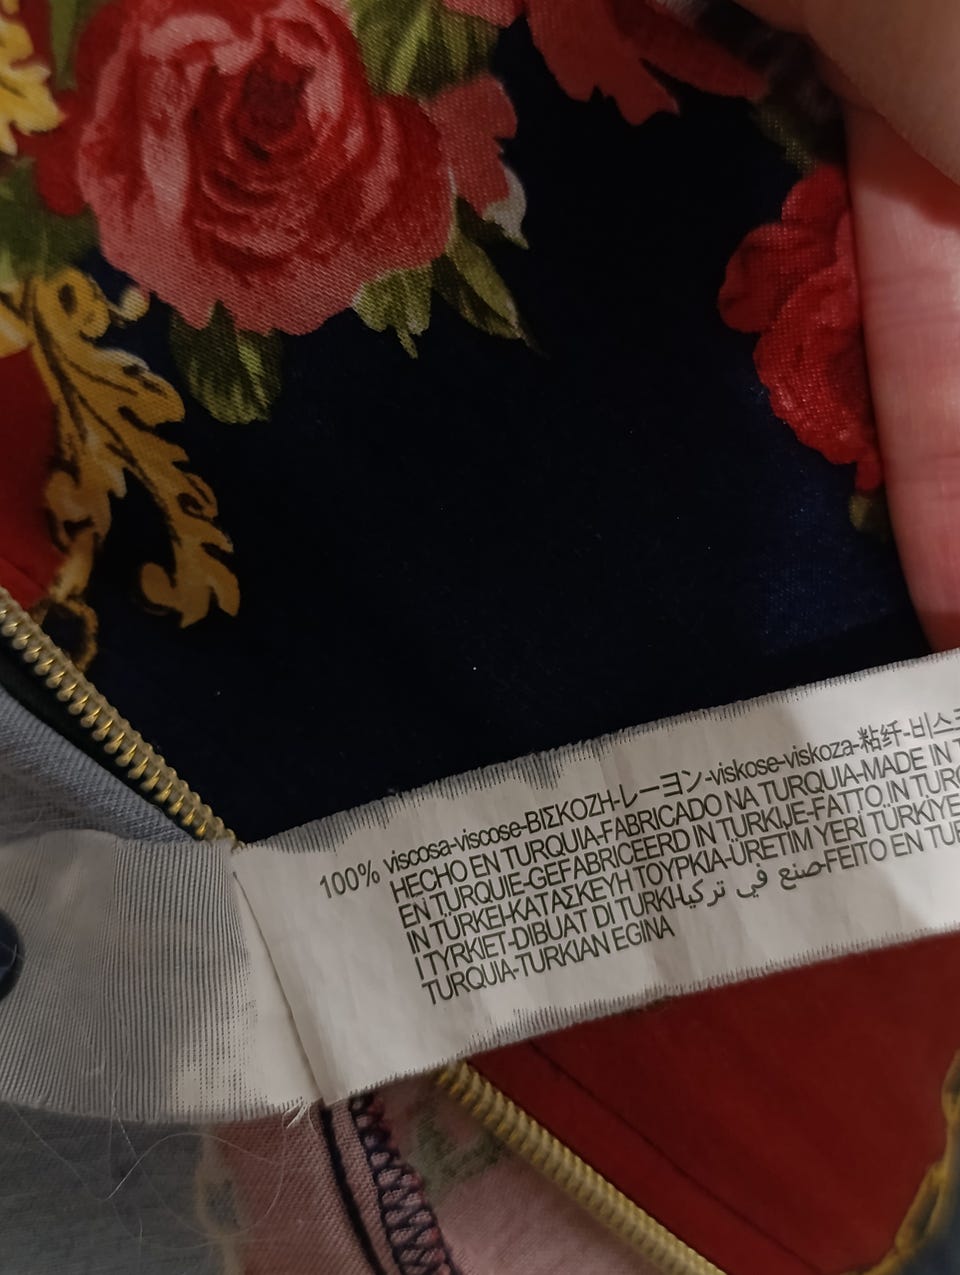 100% viscosa-viscose-ΒΙΣΚΟΖΗ-レーヨン-viskose-viskoza-粘纤-비스코
HECHO EN TURQUIA-FABRICADO NA TURQUIA-MADE IN
EN TURQUIE-GEFABRICEERD IN TURKIJE-FATTO IN
IN TÜRKEI-ΚΑΤΑΣΚΕΥΗ ΤΟΥΡΚΙΑ-ÜRETIM YERI TÜRKİYE
I TYRKIET-DIBUAT DI TURKI-صنع في تركيا-FEITO EN
TURQUIA-TURKIAN EGINA